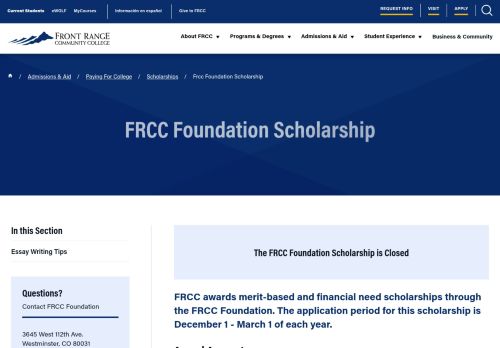 Current Students eWOLF MyCourses Información en español Give to FRCC REQUEST INFO VISIT APPLY
FRONT RANGE
COMMUNITY COLLEGE
About FRCC Programs & Degrees Admissions & Aid Student Experience Business & Community
/ Admissions & Aid / Paying For College / Scholarships / Frcc Foundation Scholarship
FRCC Foundation Scholarship
In this Section
Essay Writing Tips
Questions?
Contact FRCC Foundation
3645 West 112th Ave.
Westminster, CO 80031
The FRCC Foundation Scholarship is Closed
FRCC awards merit-based and financial need scholarships through
the FRCC Foundation. The application period for this scholarship is
December 1 - March 1 of each year.